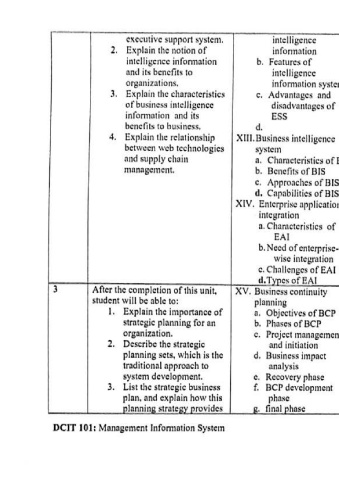 executive support system.
2. Explain the notion of
intelligence information
and its benefits to
organizations.
3. Explain the characteristics
of business intelligence
information and its
benefits to business.
4. Explain the relationship
between web technologies
and supply chain
management.
intelligence
information
b. Features of
intelligence
information
c. Advantages and
disadvantages of
ESS
d.
XIII. Business intelligence
system
a. Characteristics of
b. Benefits of BIS
c. Approaches of BIS
d. Capabilities of BIS
XIV. Enterprise
integration
a. Characteristics of
EAI
b. Need of enterprise-
wise integration
c. Challenges of EAI
d. Types of EAI
3
After the completion of this unit,
student will be able to:
1. Explain the importance of
strategic planning for an
organization.
2. Describe the strategic
planning sets, which is the
traditional approach to
system development.
3. List the strategic business
plan, and explain how this
planning strategy provides
XV. Business continuity
planning
a. Objectives of BCP
b. Phases of BCP
c. Project
and initiation
d. Business impact
analysis
e. Recovery phase
f. BCP development
phase
g. final phase
DCIT 101: Management Information System